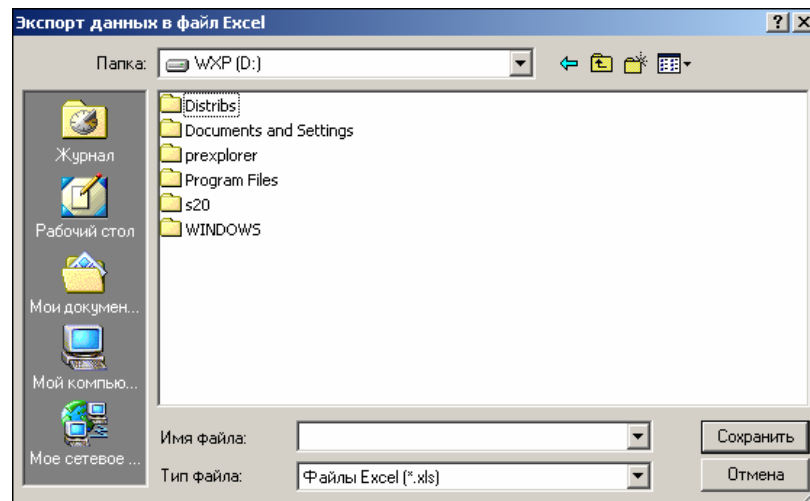 Экспорт данных в файл Excel
Папка:
WXP (D:)
Журнал
Рабочий стол
Мои докумен...
Мой компью...
Мое сетевое ...
Distribs
Documents and Settings
prexplorer
Program Files
s20
WINDOWS
Имя файла:
Сохранить
Тип файла:
Файлы Excel (*.xls)
Отмена